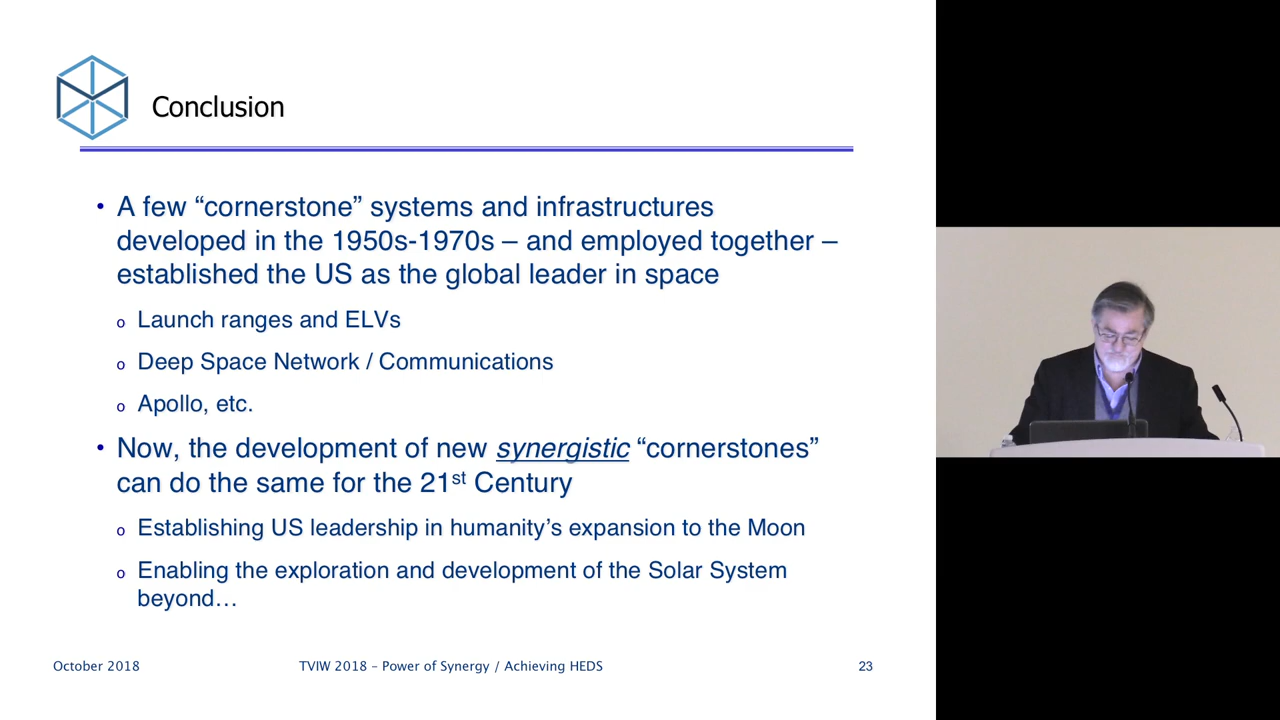 Conclusion
• A few “cornerstone” systems and infrastructures
developed in the 1950s-1970s – and employed together –
established the US as the global leader in space
o Launch ranges and ELVs
o Deep Space Network / Communications
o Apollo, etc.
• Now, the development of new synergistic “cornerstones”
can do the same for the 21st Century
o Establishing US leadership in humanity’s expansion to the Moon
o Enabling the exploration and development of the Solar System
beyond…
October 2018
TVIW 2018 – Power of Synergy / Achieving HEDS
23